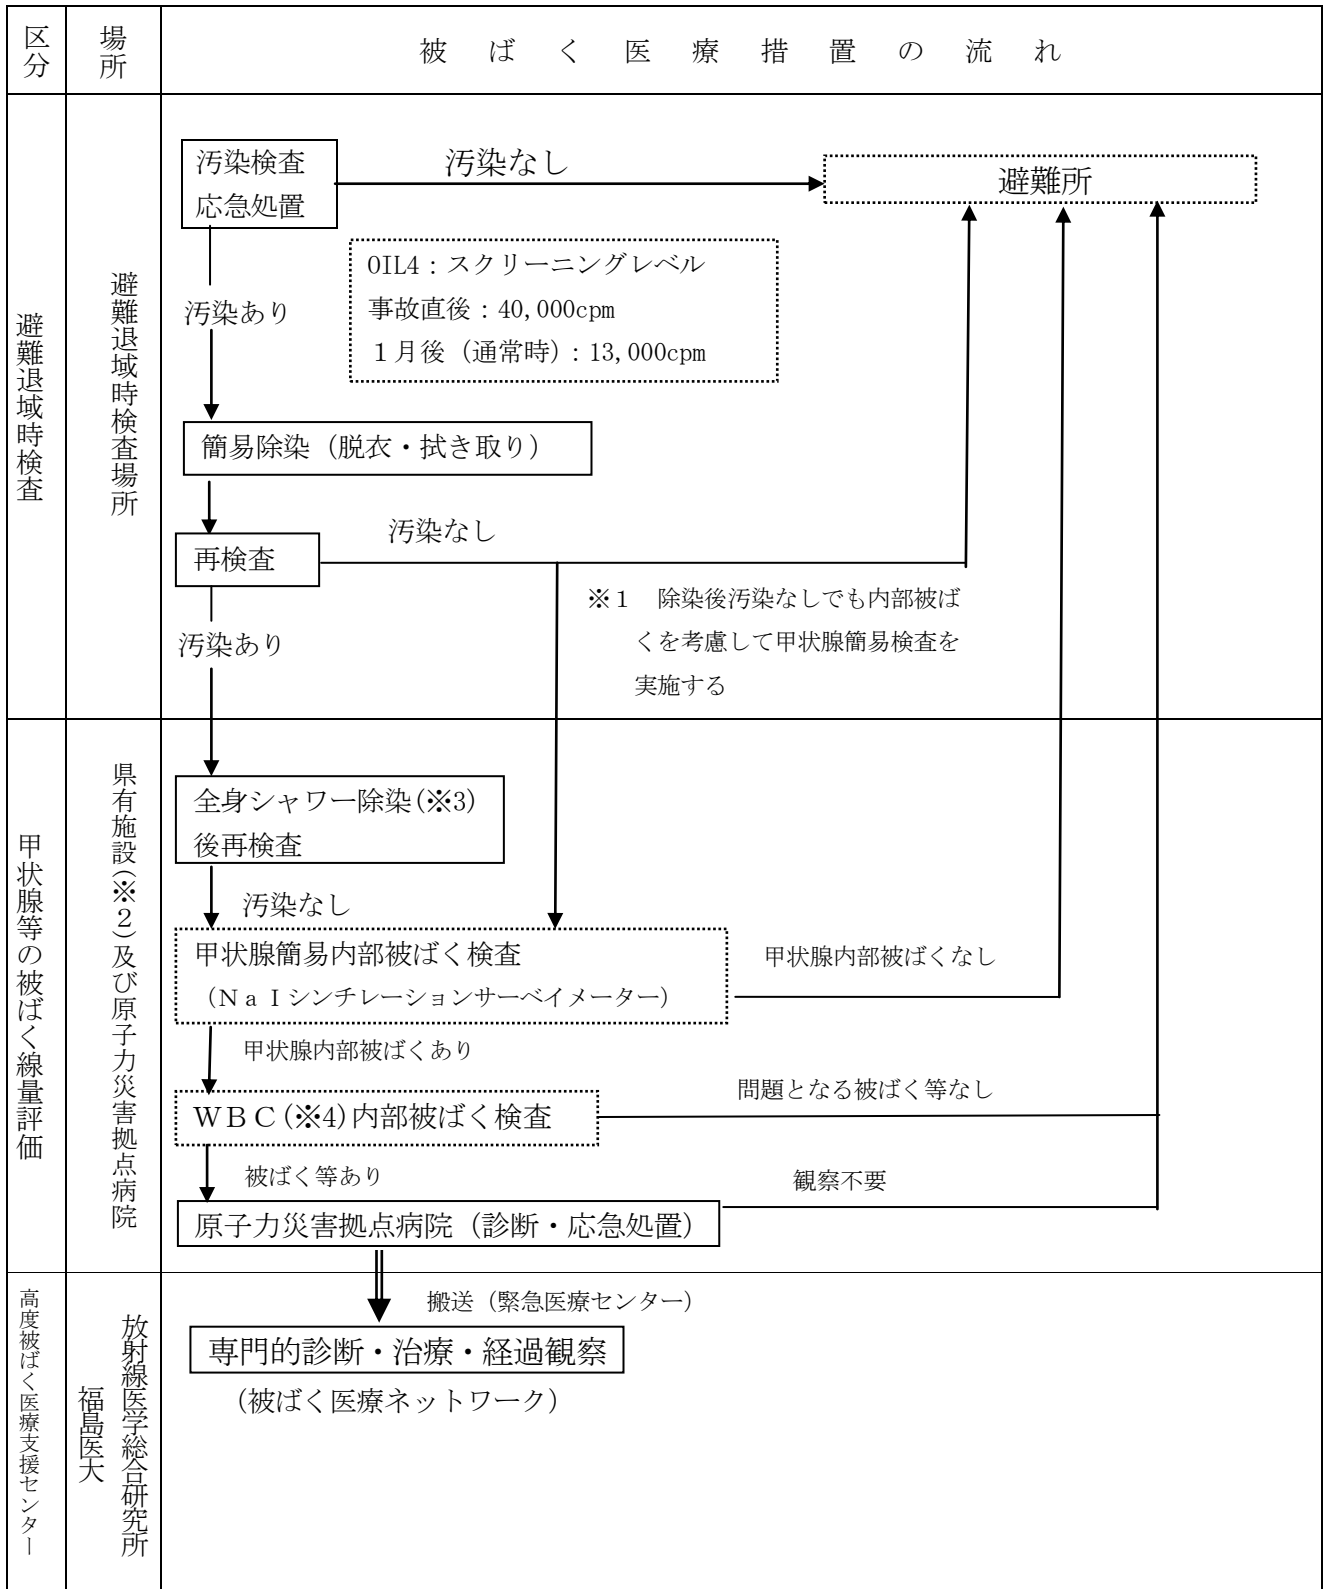 区分
場所
被ばく医療措置の流れ
避難退域時検査
避難退域時検査場所
汚染検査
応急処置
汚染なし
避難所
OIL4：スクリーニングレベル
事故直後：40,000cpm
１月後（通常時）：13,000cpm
汚染あり
簡易除染（脱衣・拭き取り）
再検査
汚染なし
※１　除染後汚染なしでも内部被ば
くを考慮して甲状腺簡易検査を
実施する
汚染あり
甲状腺等の被ばく線量評価
県有施設(※２)及び原子力災害拠点病院
全身シャワー除染(※3)
後再検査
汚染なし
甲状腺簡易内部被ばく検査
（ＮａＩシンチレーションサーベイメーター）
甲状腺内部被ばくなし
甲状腺内部被ばくあり
ＷＢＣ(※4)内部被ばく検査
問題となる被ばく等なし
被ばく等あり
原子力災害拠点病院（診断・応急処置）
観察不要
高度被ばく医療支援センター
放射線医学総合研究所
福島医大
搬送（緊急医療センター）
専門的診断・治療・経過観察
（被ばく医療ネットワーク）